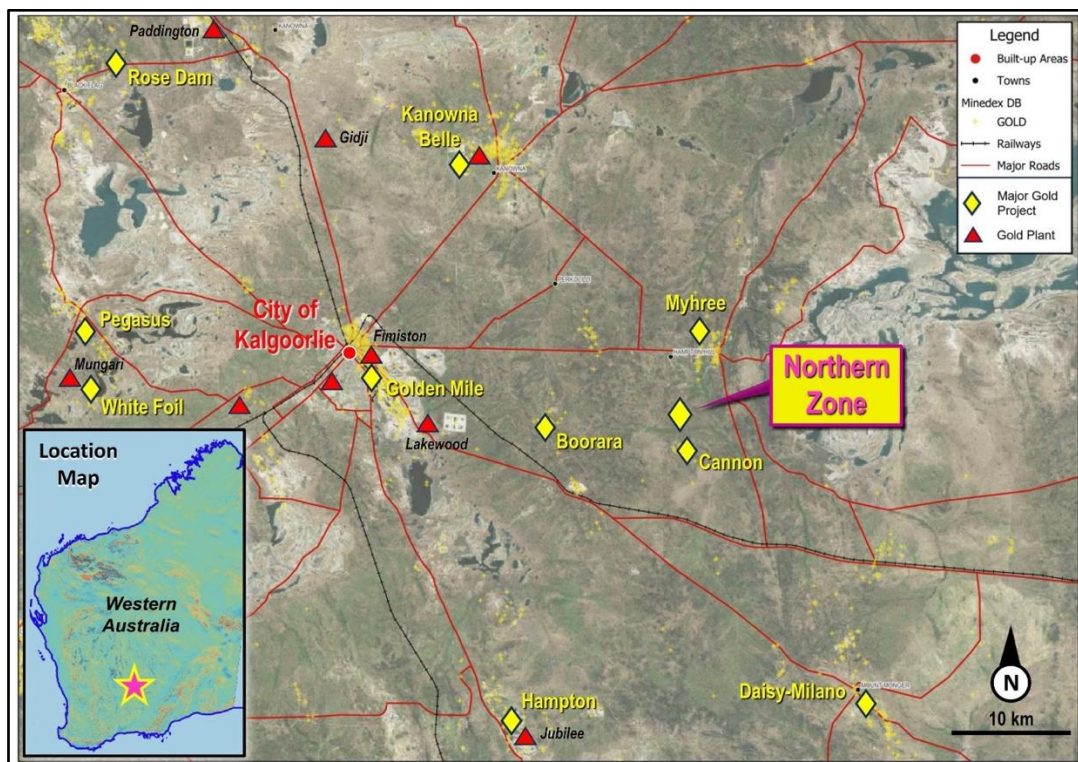 Paddington
KANOWNA
Rose Dam
Gidji
Kanowna
Belle
KANOWNA
Legend
Built-up Areas
Towns
Minedex DB
GOLD
Railways
Major Roads
Major Gold
Project
Gold Plant
City of
Kalgoorlie
Fimiston
Pegasus
Mungari
White Foil
Golden Mile
Lakewood
Boorara
Myhree
Northern
Zone
Cannon
Location
Map
Western
Australia
Hampton
Jubilee
Daisy-Milano
N
10 km